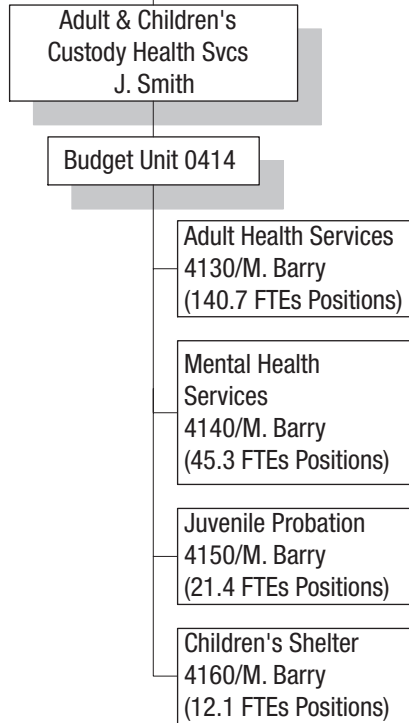 Adult & Children's
Custody Health Svcs
J. Smith
Budget Unit 0414
Adult Health Services
4130/M. Barry
(140.7 FTEs Positions)
Mental Health
Services
4140/M. Barry
(45.3 FTEs Positions)
Juvenile Probation
4150/M. Barry
(21.4 FTEs Positions)
Children's Shelter
4160/M. Barry
(12.1 FTEs Positions)